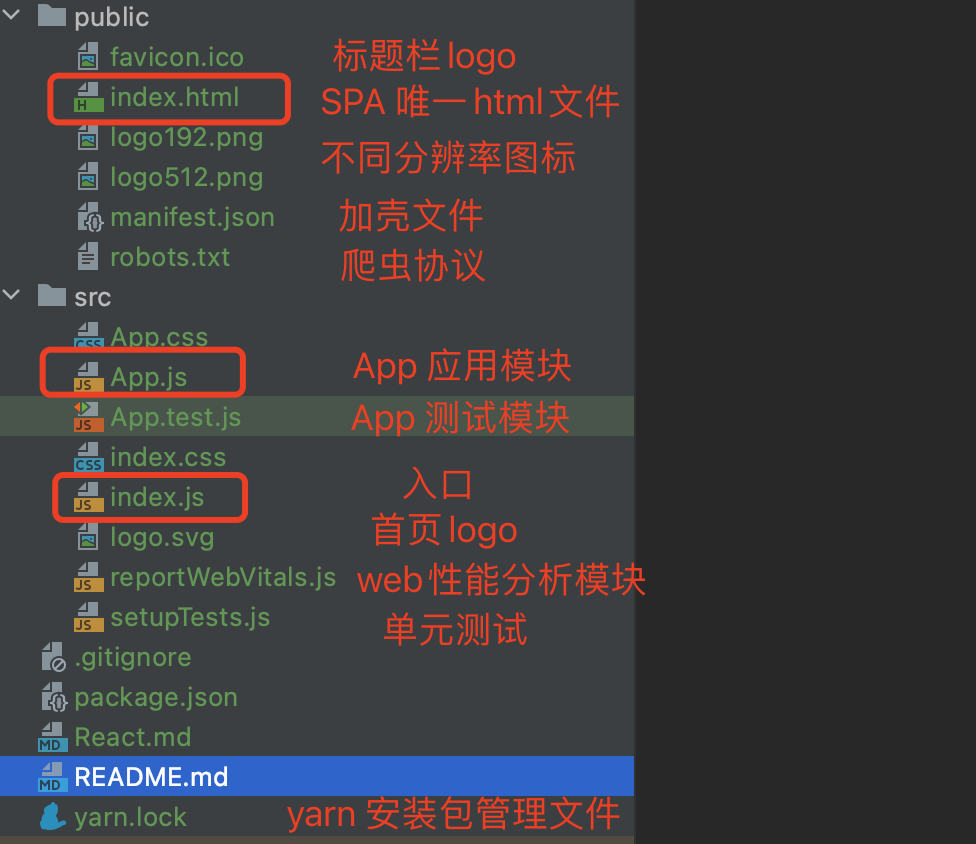 public
favicon.ico 标题栏logo
index.html SPA 唯一html文件
logo192.png 不同分辨率图标
logo512.png
manifest.json 加壳文件
robots.txt 爬虫协议
src
App.css
App.js App 应用模块
App.test.js App 测试模块
index.css
index.js 入口
logo.svg 首页logo
reportWebVitals.js web性能分析模块
setupTests.js 单元测试
.gitignore
package.json
React.md
README.md
yarn.lock yarn 安装包管理文件